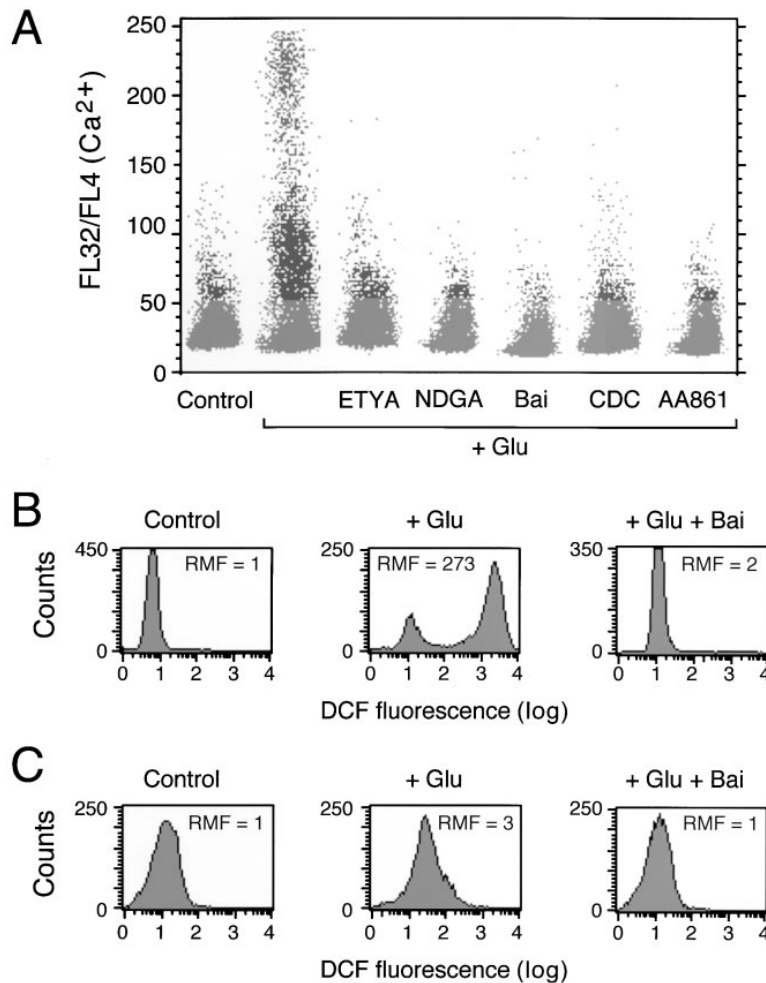 A
FL32/FL4 (Ca²⁺)
250
200
150
100
50
0
Control ETYA NDGA Bai CDC AA861
+ Glu
B
Control + Glu + Glu + Bai
Counts
450 RMF = 1 250 RMF = 273 350 RMF = 2
0 0 0
0 1 2 3 4 0 1 2 3 4 0 1 2 3 4
DCF fluorescence (log)
C
Control + Glu + Glu + Bai
Counts
250 RMF = 1 250 RMF = 3 250 RMF = 1
0 0 0
0 1 2 3 4 0 1 2 3 4 0 1 2 3 4
DCF fluorescence (log)